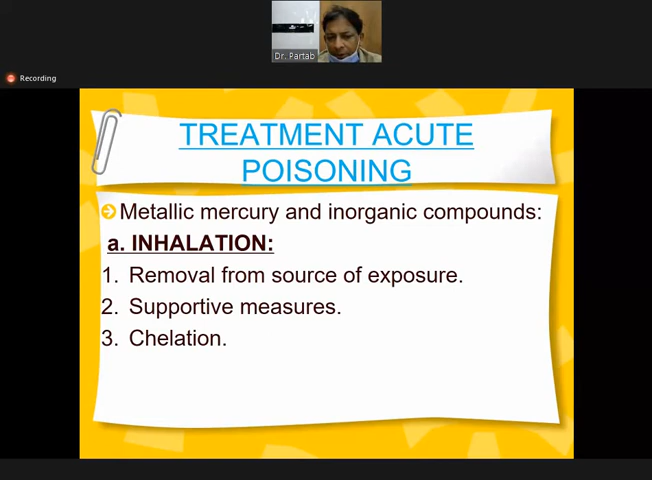 Dr. Partab
Recording
TREATMENT ACUTE
POISONING
Metallic mercury and inorganic compounds:
a. INHALATION:
1. Removal from source of exposure.
2. Supportive measures.
3. Chelation.